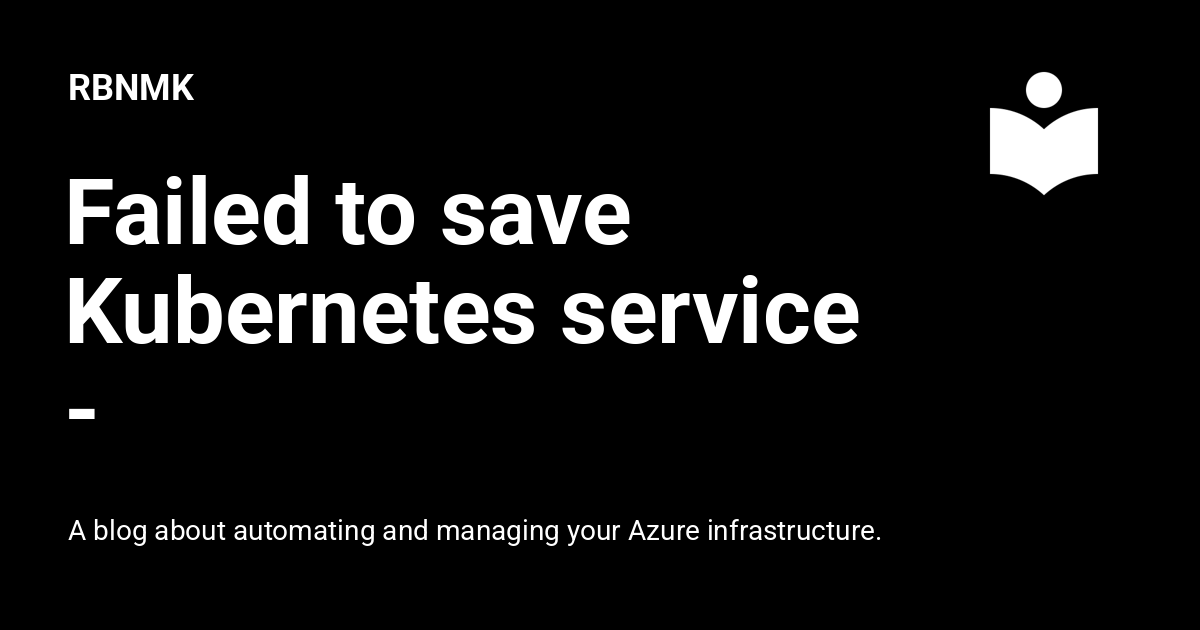 RBNMK
Failed to save
Kubernetes service
-
A blog about automating and managing your Azure infrastructure.